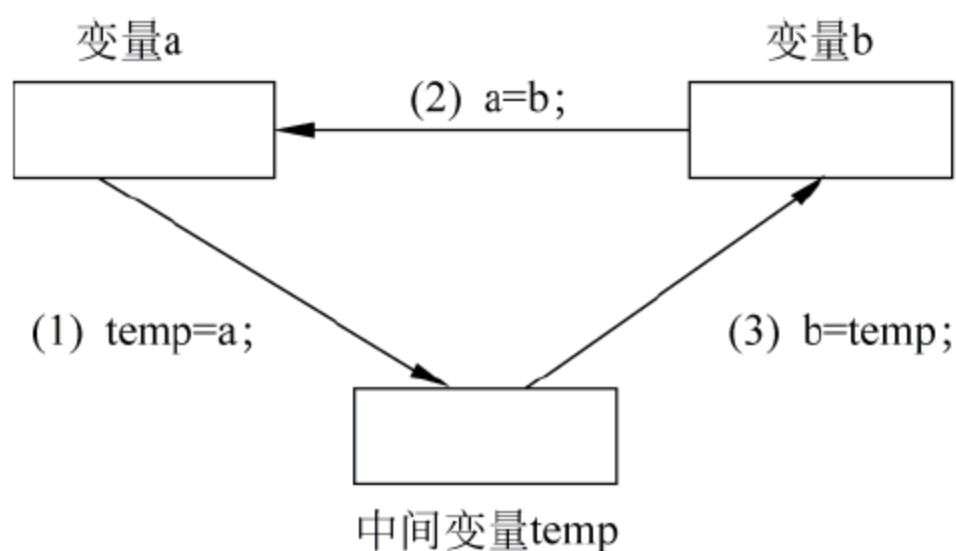 变量a
变量b
(2) a=b;
(1) temp=a;
(3) b=temp;
中间变量temp